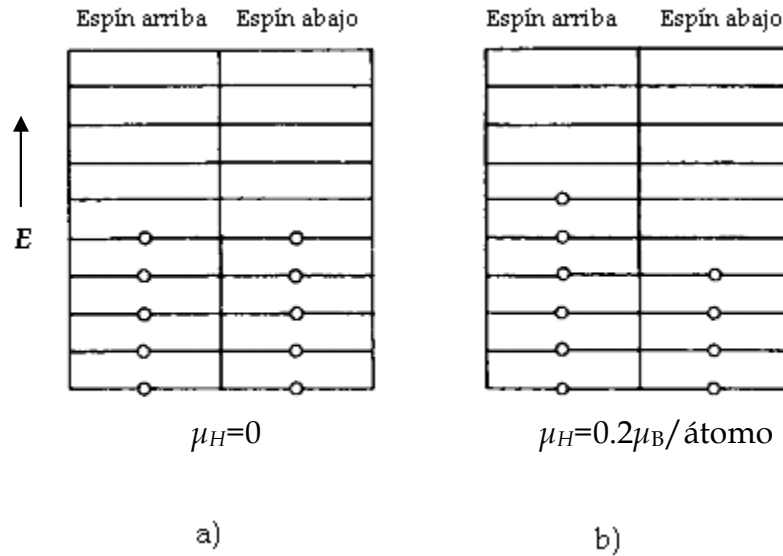 Espín arriba Espín abajo
Espín arriba Espín abajo
E
μH=0
μH=0.2μB/átomo
a)
b)